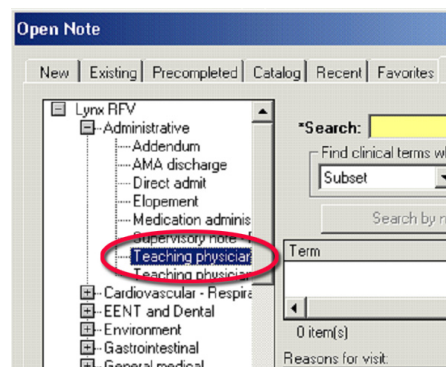 Open Note
New Existing Precompleted Catalog Recent Favorites
Lynx RFV
Administrative
Addendum
AMA discharge
Direct admit
Elopement
Medication adminis
Supervisory note -
Teaching physician
Teaching physician
Cardiovascular - Respira
EENT and Dental
Environment
Gastrointestinal
General medical
*Search:
Find clinical terms w
Subset
Search by n
Term
0 item(s)
Reasons for visit: